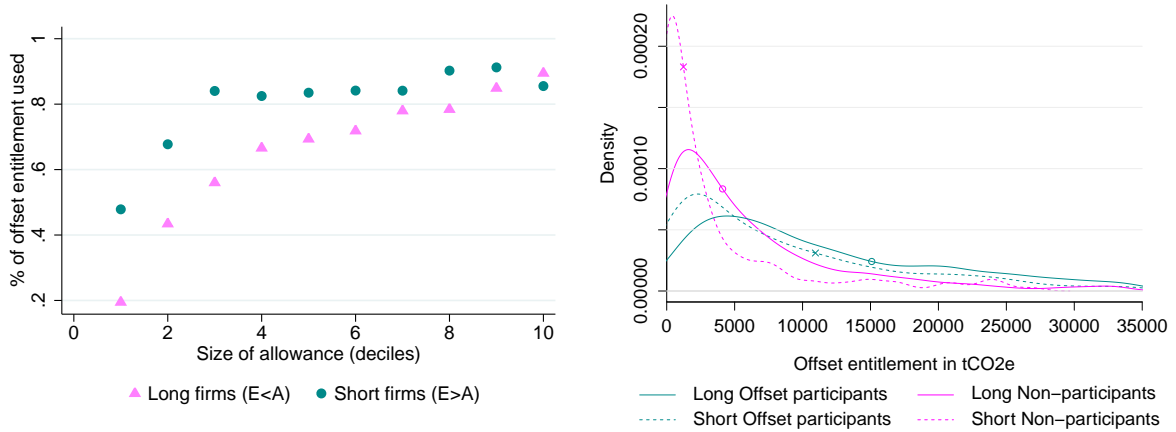 % of offset entitlement used
1
.8
.6
.4
.2
0 2 4 6 8 10
Size of allowance (deciles)
Long firms (E<A) Short firms (E>A)
Density
0.00020
0.00010
0.00000
0 5000 10000 15000 20000 25000 30000 35000
Offset entitlement in tCO2e
Long Offset participants Long Non−participants
Short Offset participants Short Non−participants